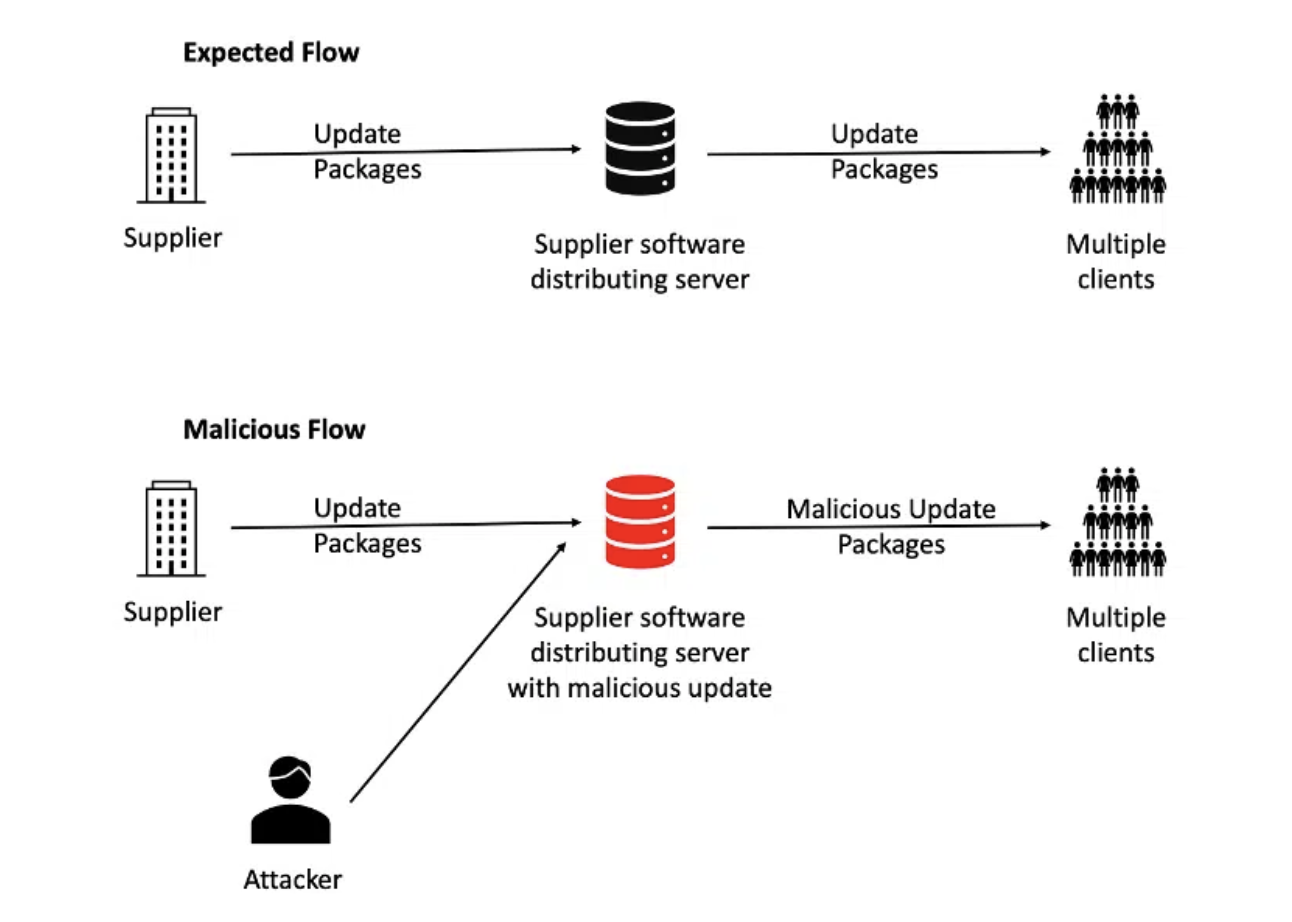 Expected Flow
Update
Packages
Update
Packages
Supplier
Supplier software
distributing server
Multiple
clients
Malicious Flow
Update
Packages
Malicious Update
Packages
Supplier
Supplier software
distributing server
with malicious update
Multiple
clients
Attacker